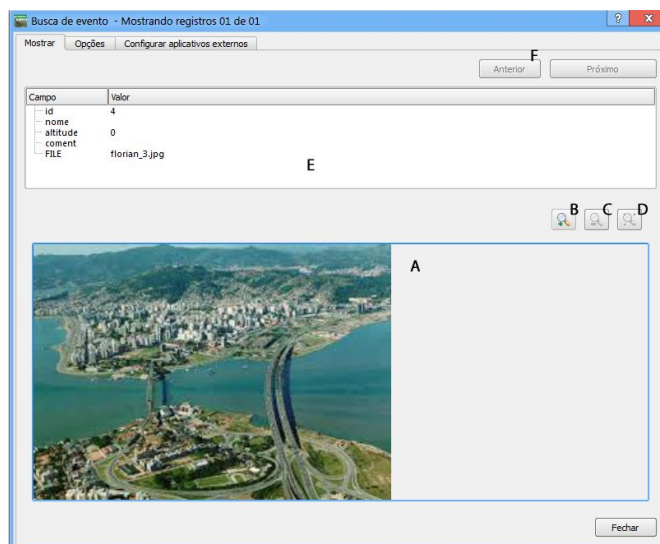 Busca de evento - Mostrando registros 01 de 01
Mostrar Opções Configurar aplicativos externos
F
Anterior Próximo
Campo Valor
id 4
nome
altitude 0
coment
FILE florian_3.jpg
E
B C D
A
Fechar